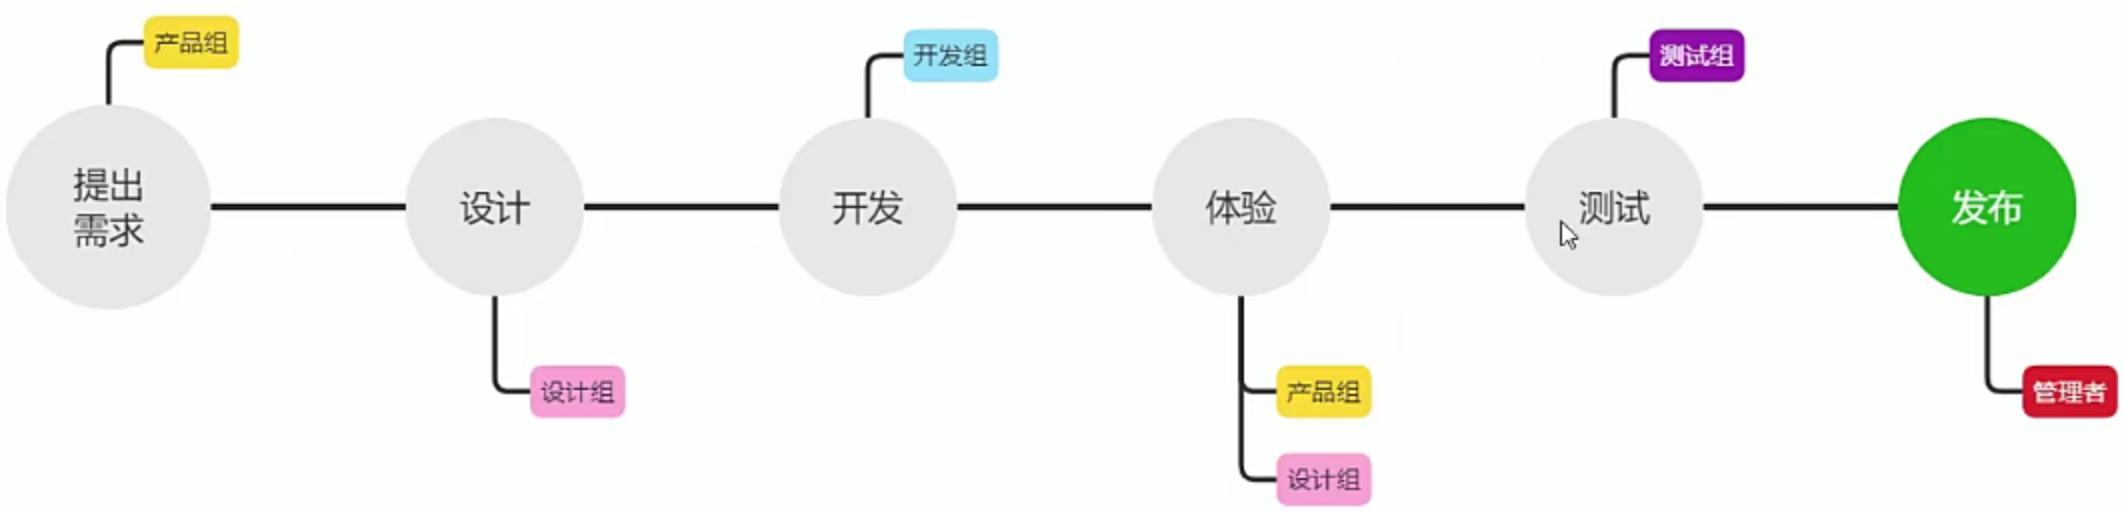 产品组
开发组
测试组
提出
需求
设计
开发
体验
测试
发布
设计组
产品组
管理者
设计组